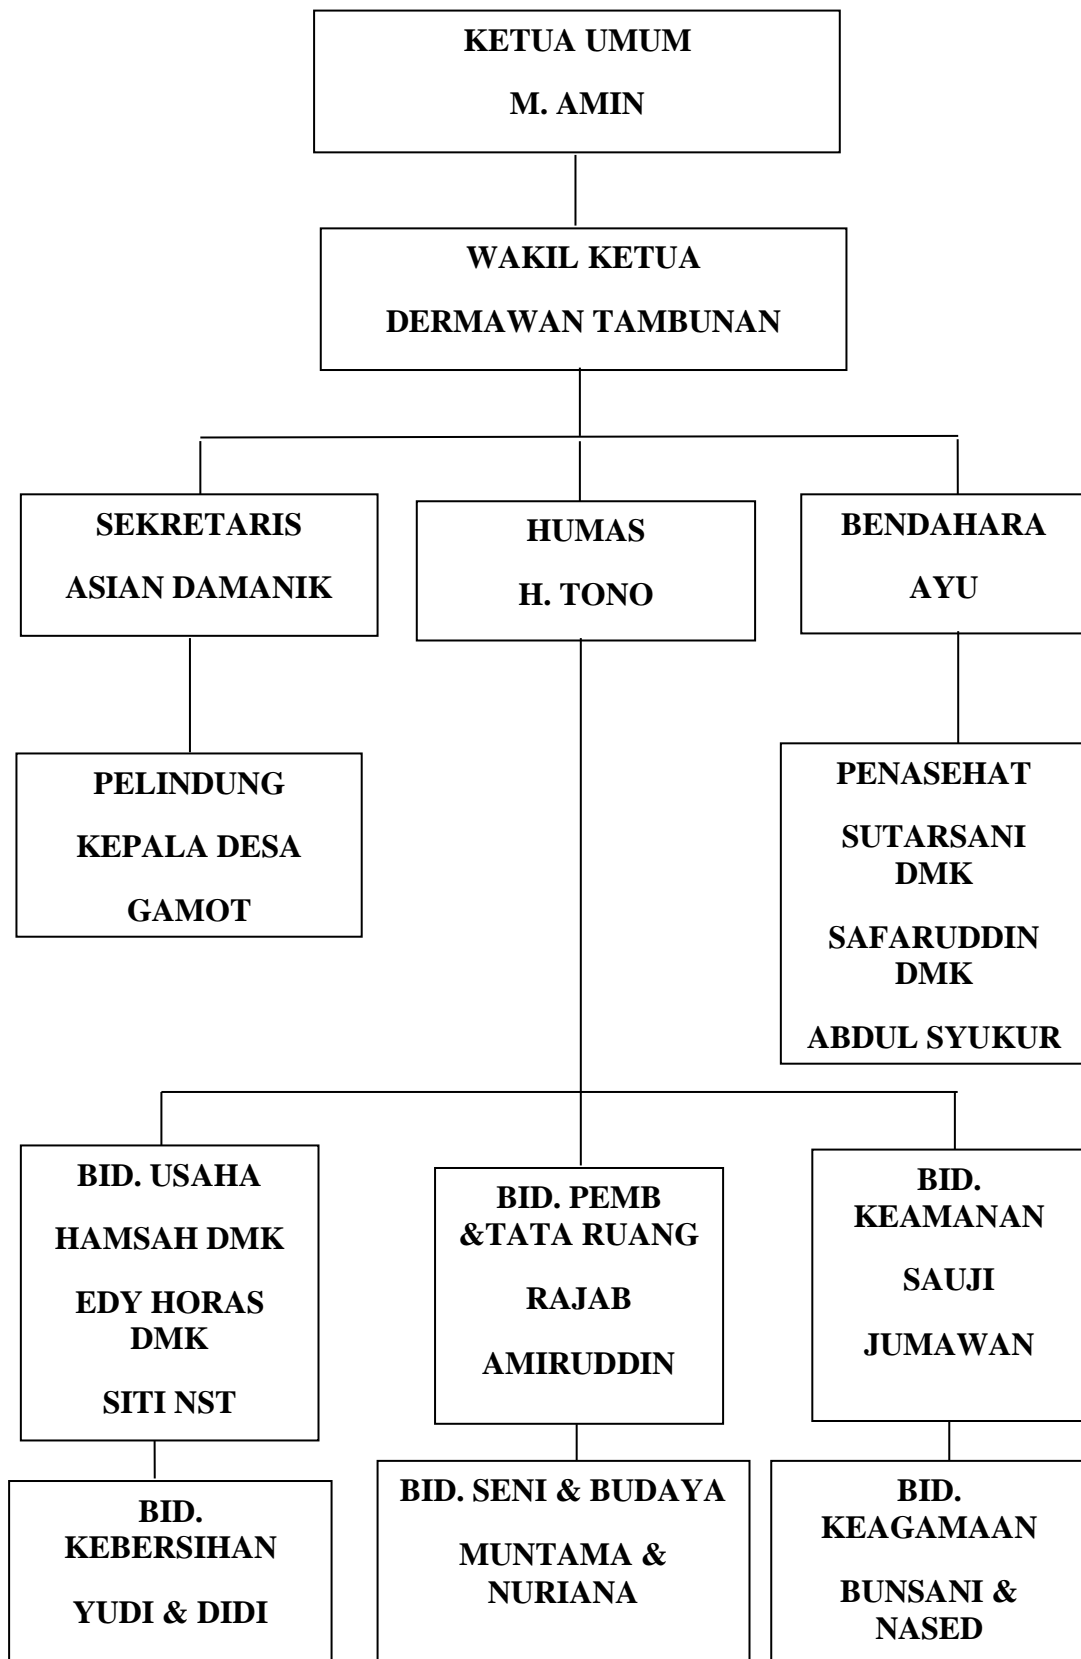 KETUA UMUM
M. AMIN
WAKIL KETUA
DERMAWAN TAMBUNAN
SEKRETARIS
ASIAN DAMANIK
HUMAS
H. TONO
BENDAHARA
AYU
PELINDUNG
KEPALA DESA
GAMOT
PENASEHAT
SUTARSANI
DMK
SAFARUDDIN
DMK
ABDUL SYUKUR
BID. USAHA
HAMSAH DMK
EDY HORAS
DMK
SITI NST
BID. PEMB
&TATA RUANG
RAJAB
AMIRUDDIN
BID.
KEAMANAN
SAUJI
JUMAWAN
BID.
KEBERSIHAN
YUDI & DIDI
BID. SENI & BUDAYA
MUNTAMA &
NURIANA
BID.
KEAGAMAAN
BUNSANI &
NASED